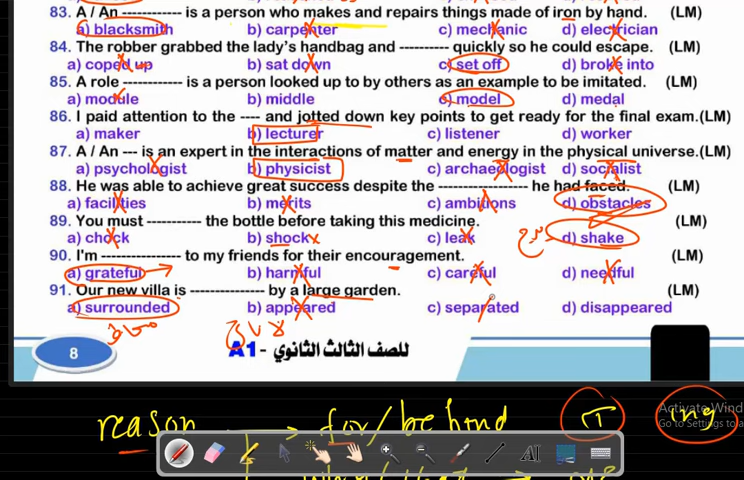 83. A / An ----------- is a person who makes and repairs things made of iron by hand. (LM)
a) blacksmith b) carpenter c) mechanic d) electrician
84. The robber grabbed the lady's handbag and ---------- quickly so he could escape. (LM)
a) coped up b) sat down c) set off d) broke into
85. A role ------------ is a person looked up to by others as an example to be imitated. (LM)
a) module b) middle c) model d) medal
86. I paid attention to the ---- and jotted down key points to get ready for the final exam.(LM)
a) maker b) lecturer c) listener d) worker
87. A / An --- is an expert in the interactions of matter and energy in the physical universe.(LM)
a) psychologist b) physicist c) archaeologist d) socialist
88. He was able to achieve great success despite the ------------------ he had faced. (LM)
a) facilities b) merits c) ambitions d) obstacles
89. You must ----------- the bottle before taking this medicine. (LM)
a) chock b) shock c) leak d) shake
يرج
90. I'm ---------------- to my friends for their encouragement. (LM)
a) grateful b) harmful c) careful d) needful
91. Our new villa is --------------- by a large garden. (LM)
a) surrounded b) appeared c) separated d) disappeared
8 A1 - للصف الثالث الثانوي
reason for/behind ing
Activate Wind
Go to Settings to a
AI